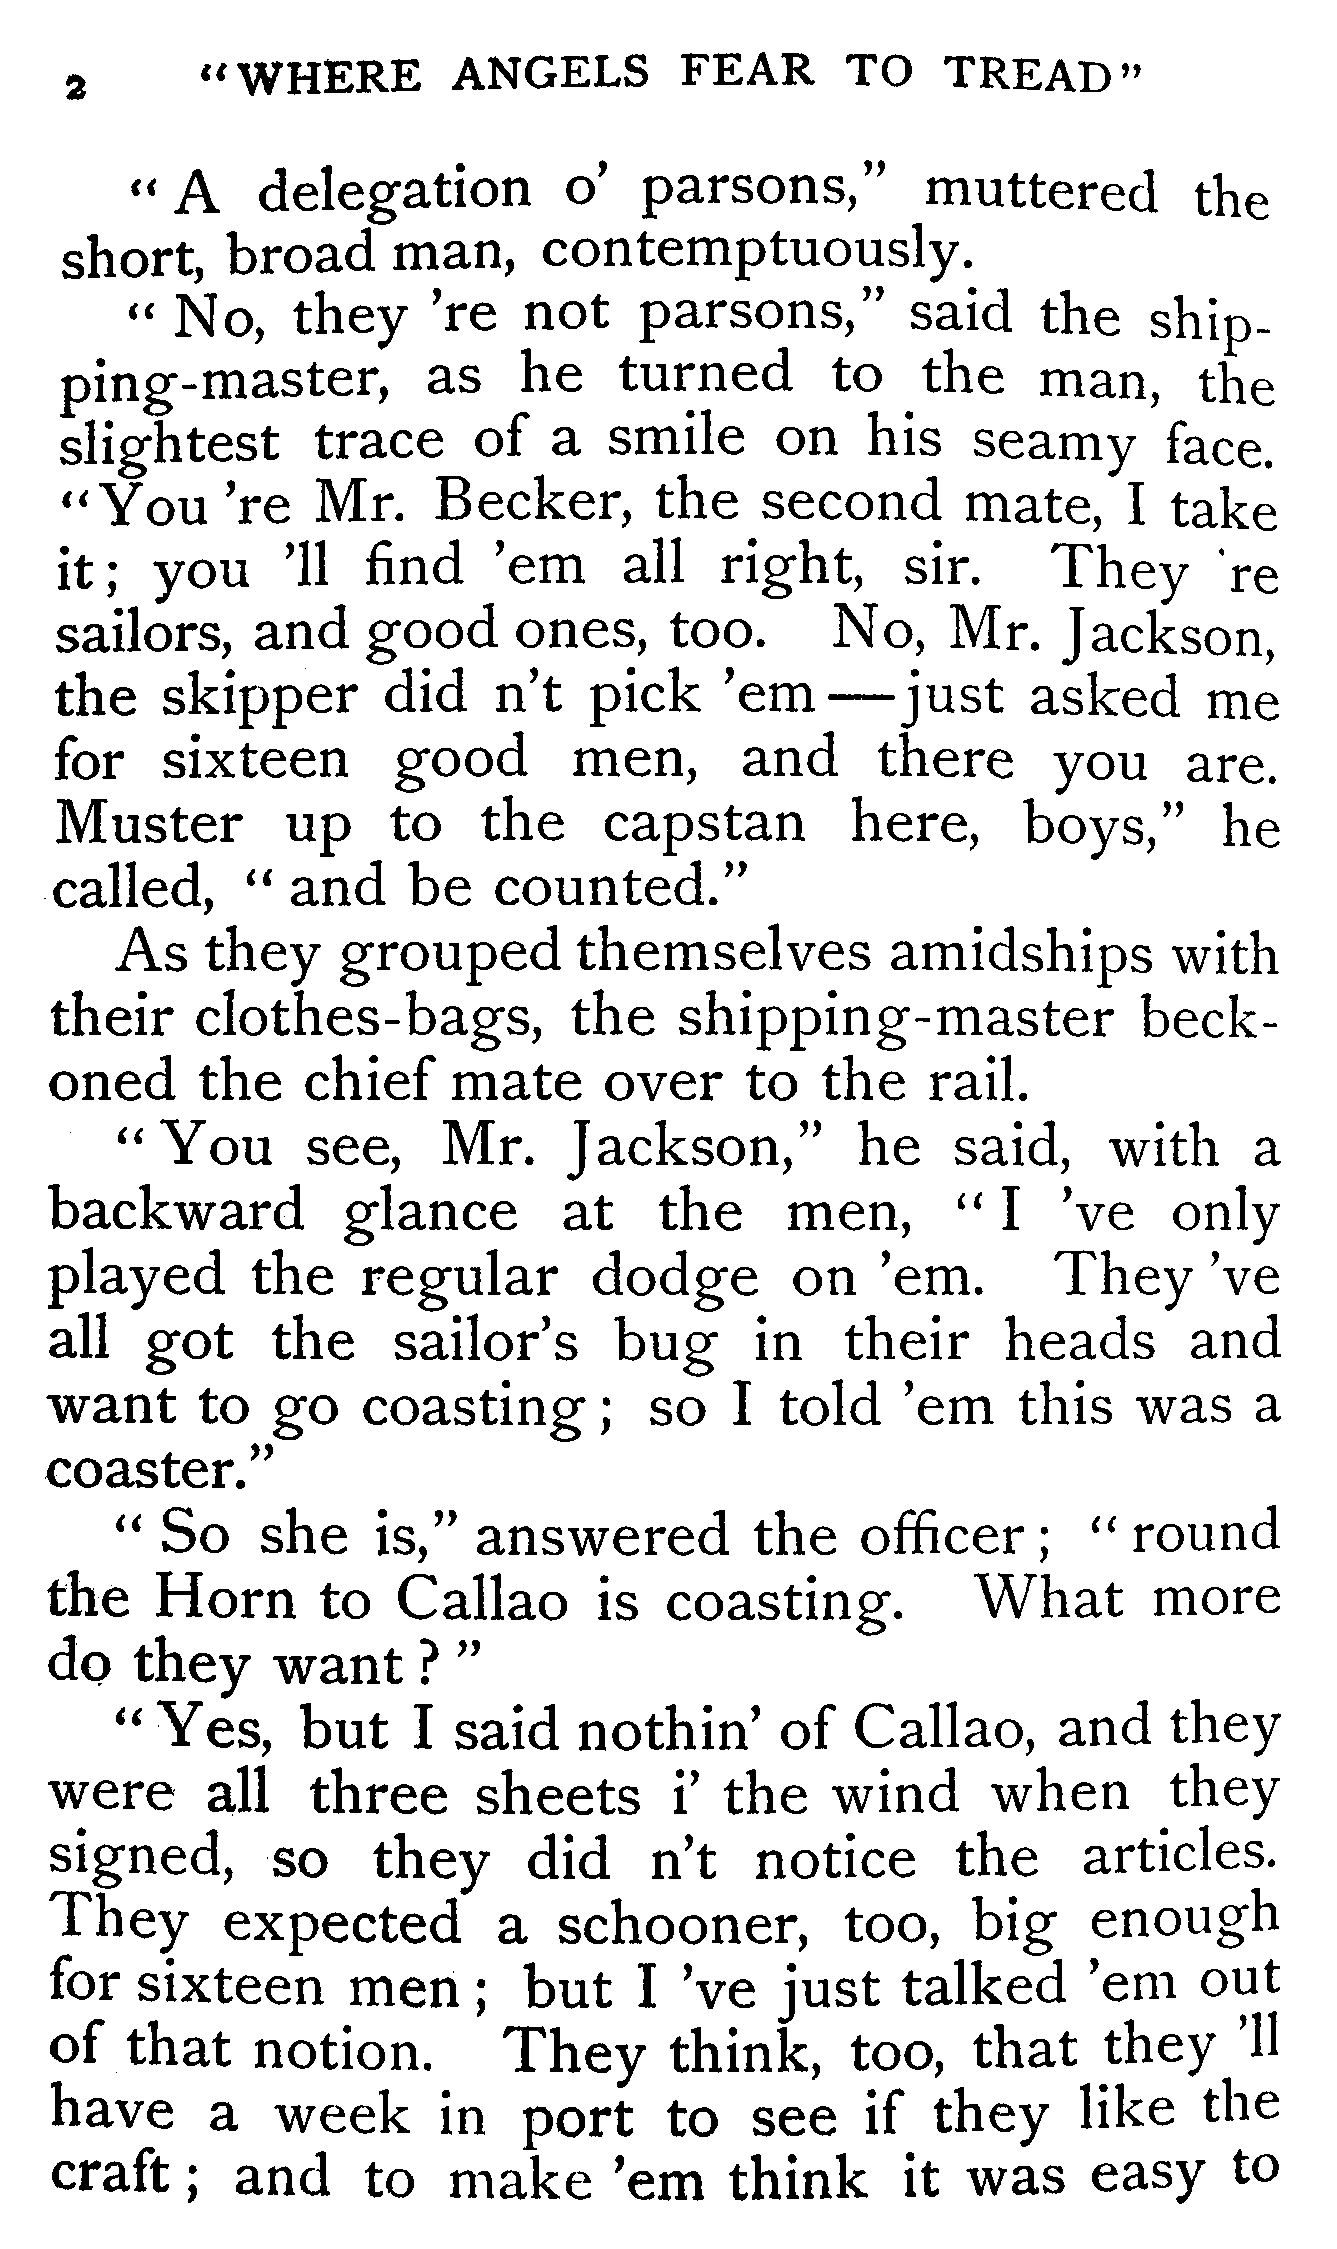 2 "WHERE ANGELS FEAR TO TREAD"
"A delegation o' parsons," muttered the
short, broad man, contemptuously.
"No, they 're not parsons," said the ship-
ping-master, as he turned to the man, the
slightest trace of a smile on his seamy face.
"You 're Mr. Becker, the second mate, I take
it; you 'll find 'em all right, sir. They 're
sailors, and good ones, too. No, Mr. Jackson,
the skipper did n't pick 'em—just asked me
for sixteen good men, and there you are.
Muster up to the capstan here, boys," he
called, "and be counted."
As they grouped themselves amidships with
their clothes-bags, the shipping-master beck-
oned the chief mate over to the rail.
"You see, Mr. Jackson," he said, with a
backward glance at the men, "I 've only
played the regular dodge on 'em. They 've
all got the sailor's bug in their heads and
want to go coasting; so I told 'em this was a
coaster."
"So she is," answered the officer; "round
the Horn to Callao is coasting. What more
do they want?"
"Yes, but I said nothin' of Callao, and they
were all three sheets i' the wind when they
signed, so they did n't notice the articles.
They expected a schooner, too, big enough
for sixteen men; but I 've just talked 'em out
of that notion. They think, too, that they 'll
have a week in port to see if they like the
craft; and to make 'em think it was easy to